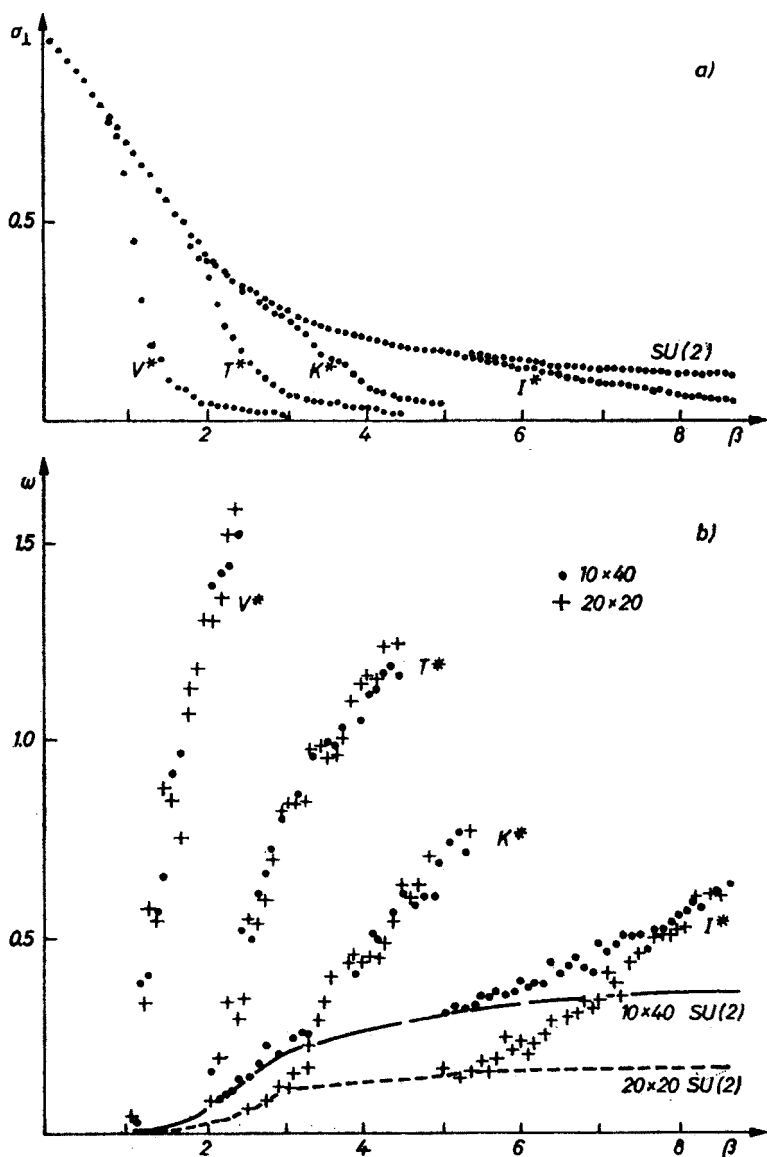 σ⊥
a)
0.5
SU(2)
V*
T*
K*
I*
2
4
6
8
β
ω
b)
1.5
• 10×40
+ 20×20
V*
T*
1.0
K*
0.5
I*
10×40 SU(2)
20×20 SU(2)
2
4
6
8
β